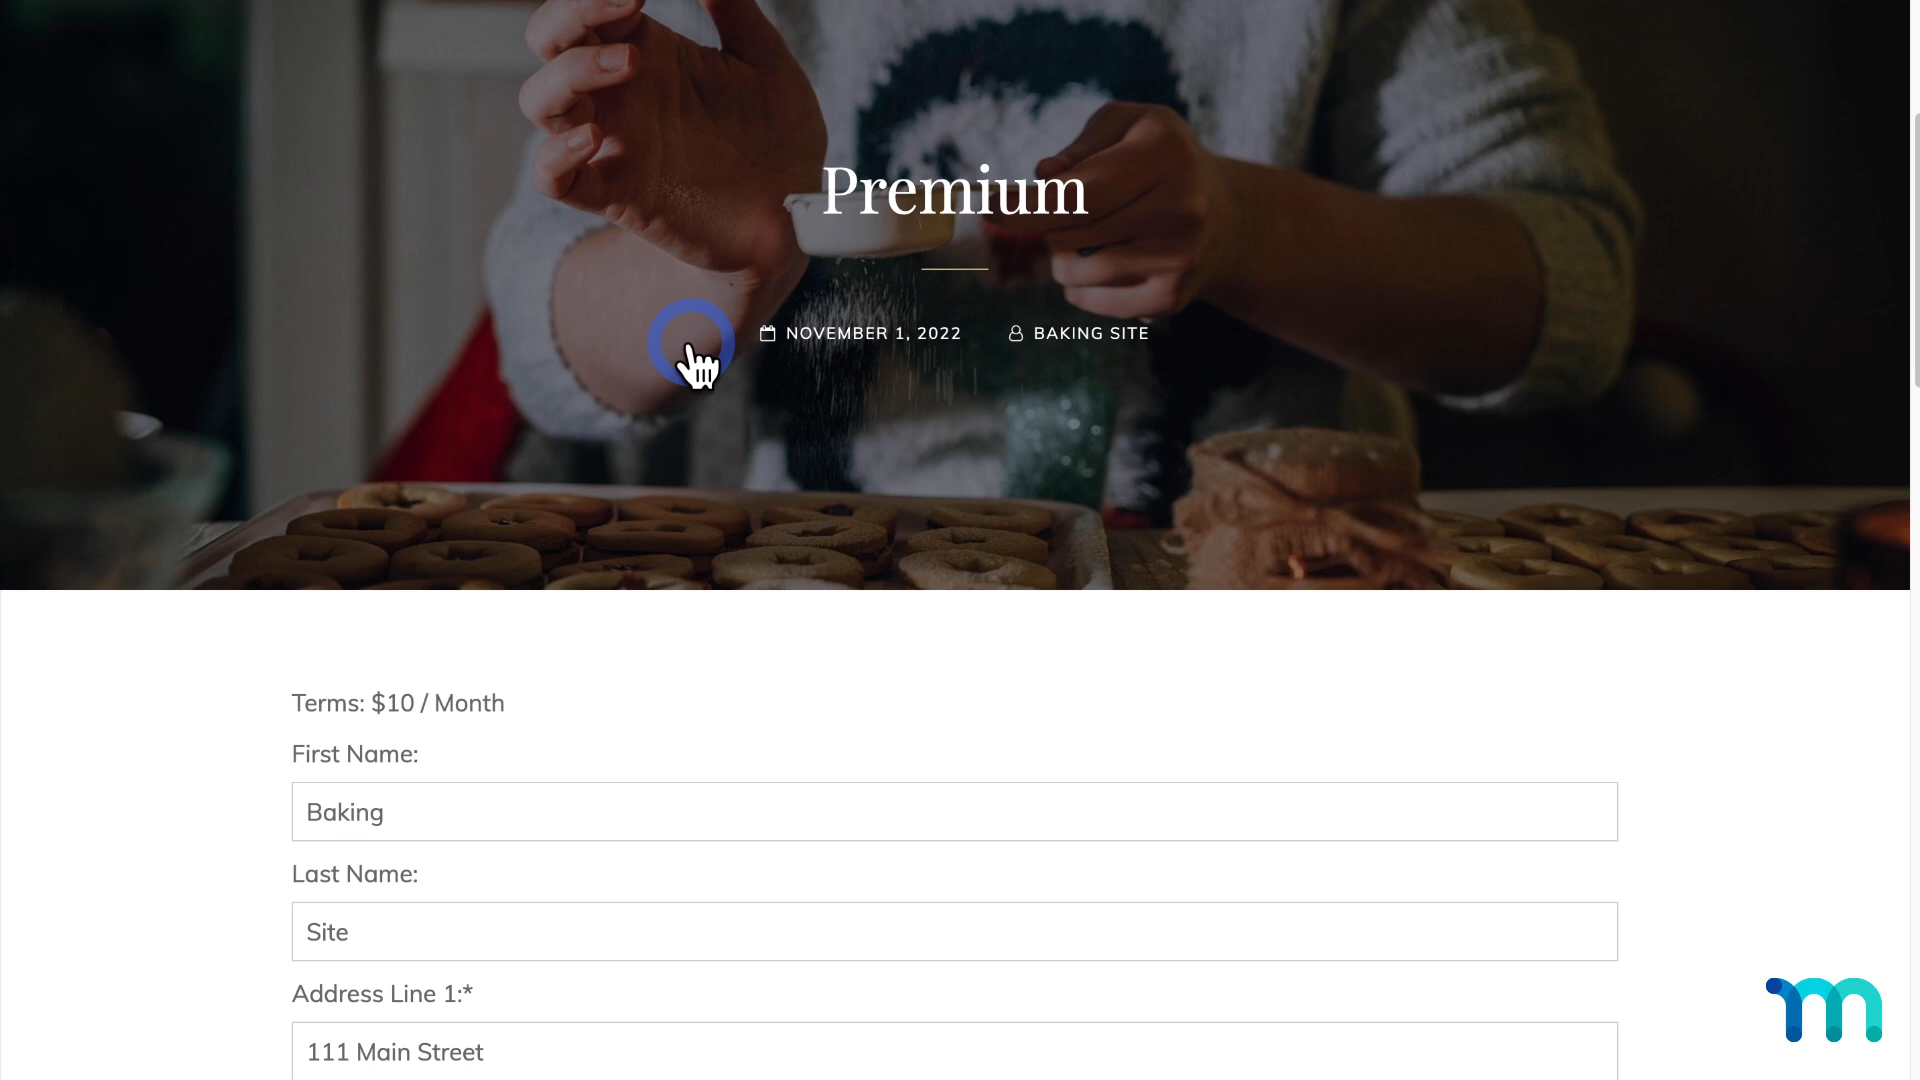 Premium
NOVEMBER 1, 2022 BAKING SITE
Terms: $10 / Month
First Name:
Baking
Last Name:
Site
Address Line 1:*
111 Main Street